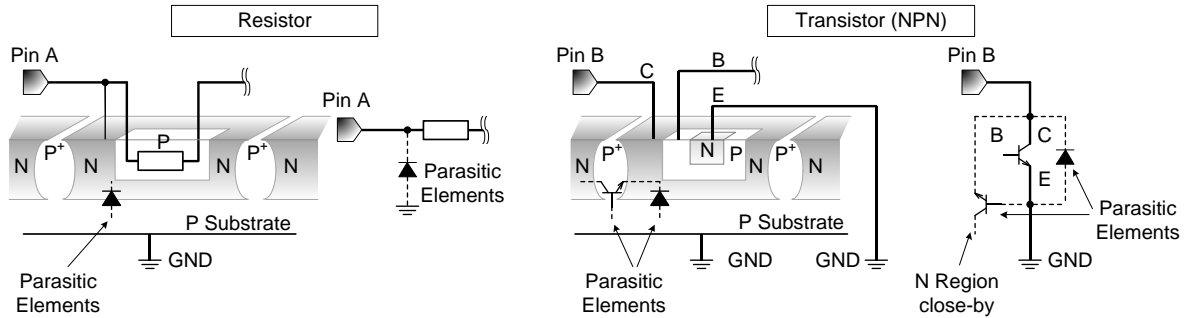 Resistor
Pin A
P
N
P+
N
N
P+
N
P Substrate
GND
Parasitic
Elements
Pin A
Parasitic
Elements
Transistor (NPN)
Pin B
C
B
E
N
P+
N
N
P
P+
N
P Substrate
GND
GND
Parasitic
Elements
Pin B
B
C
E
Parasitic
Elements
GND
N Region
close-by